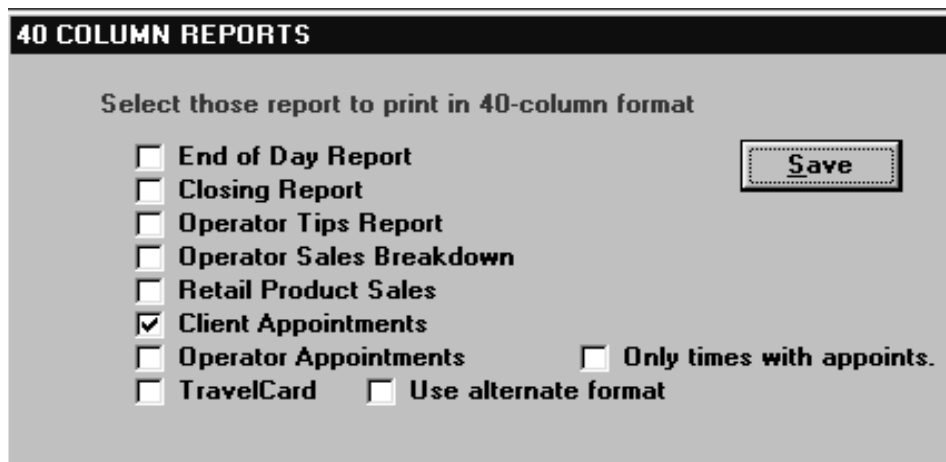 40 COLUMN REPORTS
Select those report to print in 40-column format
End of Day Report
Save
Closing Report
Operator Tips Report
Operator Sales Breakdown
Retail Product Sales
Client Appointments
Operator Appointments Only times with appoints.
TravelCard Use alternate format